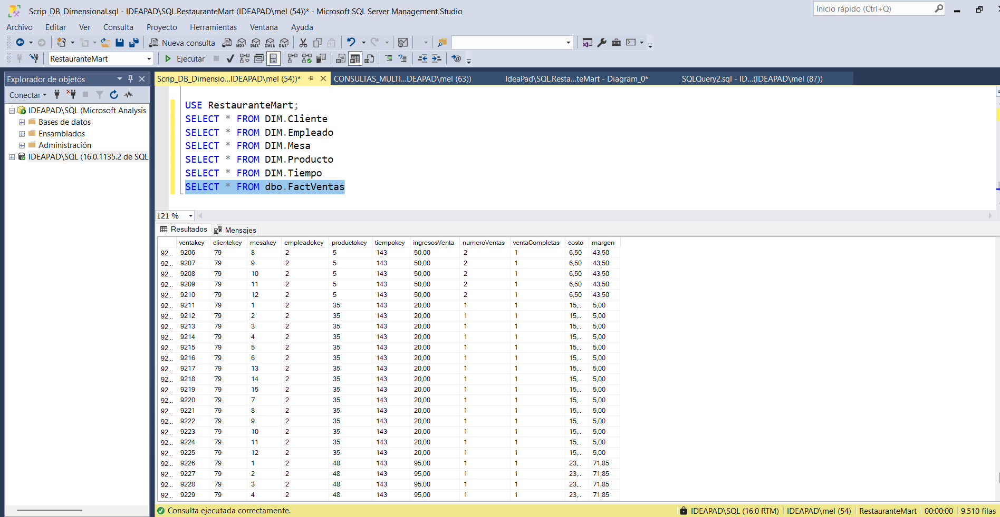 Scrip_DB_Dimensional.sql - IDEAPAD\SQL.RestauranteMart (IDEAPAD\mel (54))* - Microsoft SQL Server Management Studio
Inicio rápido (Ctrl+Q)
Archivo Editar Ver Consulta Proyecto Herramientas Ventana Ayuda
Nueva consulta MDX DMX XMLA DAX
RestauranteMart Ejecutar
Explorador de objetos
Scrip_DB_Dimensio...IDEAPAD\mel (54))* CONSULTAS_MULTI...DEAPAD\mel (63)) IdeaPad\SQL.Resta...teMart - Diagram_0* SQLQuery2.sql - ID...(IDEAPAD\mel (87))
Conectar
IDEAPAD\SQL (Microsoft Analysis
Bases de datos
Ensamblados
Administración
IDEAPAD\SQL (16.0.1135.2 de SQL
USE RestauranteMart;
SELECT * FROM DIM.Cliente
SELECT * FROM DIM.Empleado
SELECT * FROM DIM.Mesa
SELECT * FROM DIM.Producto
SELECT * FROM DIM.Tiempo
SELECT * FROM dbo.FactVentas
121 %
Resultados Mensajes
ventakey clientekey mesakey empleadokey productokey tiempokey ingresosVenta numeroVentas ventaCompletas costo margen
92... 9206 79 8 2 5 143 50,00 2 1 6,50 43,50
92... 9207 79 9 2 5 143 50,00 2 1 6,50 43,50
92... 9208 79 10 2 5 143 50,00 2 1 6,50 43,50
92... 9209 79 11 2 5 143 50,00 2 1 6,50 43,50
92... 9210 79 12 2 5 143 50,00 2 1 6,50 43,50
92... 9211 79 1 2 35 143 20,00 1 1 15,... 5,00
92... 9212 79 2 2 35 143 20,00 1 1 15,... 5,00
92... 9213 79 3 2 35 143 20,00 1 1 15,... 5,00
92... 9214 79 4 2 35 143 20,00 1 1 15,... 5,00
92... 9215 79 5 2 35 143 20,00 1 1 15,... 5,00
92... 9216 79 6 2 35 143 20,00 1 1 15,... 5,00
92... 9217 79 13 2 35 143 20,00 1 1 15,... 5,00
92... 9218 79 14 2 35 143 20,00 1 1 15,... 5,00
92... 9219 79 15 2 35 143 20,00 1 1 15,... 5,00
92... 9220 79 7 2 35 143 20,00 1 1 15,... 5,00
92... 9221 79 8 2 35 143 20,00 1 1 15,... 5,00
92... 9222 79 9 2 35 143 20,00 1 1 15,... 5,00
92... 9223 79 10 2 35 143 20,00 1 1 15,... 5,00
92... 9224 79 11 2 35 143 20,00 1 1 15,... 5,00
92... 9225 79 12 2 35 143 20,00 1 1 15,... 5,00
92... 9226 79 1 2 48 143 95,00 1 1 23,... 71,85
92... 9227 79 2 2 48 143 95,00 1 1 23,... 71,85
92... 9228 79 3 2 48 143 95,00 1 1 23,... 71,85
92... 9229 79 4 2 48 143 95,00 1 1 23,... 71,85
Consulta ejecutada correctamente. IDEAPAD\SQL (16.0 RTM) IDEAPAD\mel (54) RestauranteMart 00:00:00 9.510 filas